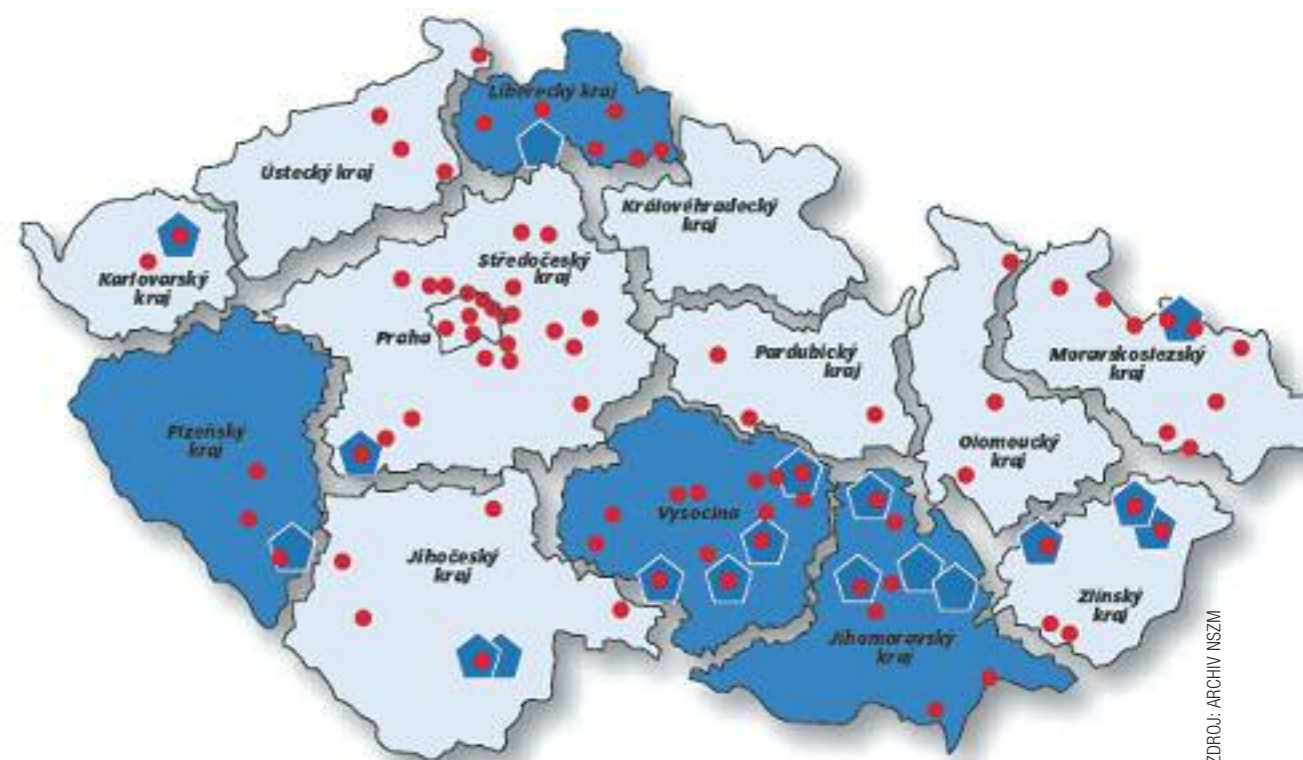 Liberecký kraj
Ústecký kraj
Královéhradecký
kraj
Karlovarský
kraj
Středočeský
kraj
Praha
Pardubický
kraj
Moravskoslezský
kraj
Plzeňský
kraj
Olomoucký
kraj
Vysočina
Jihočeský
kraj
Zlínský
kraj
Jihomoravský
kraj
ZDROJ: ARCHIV NSZM